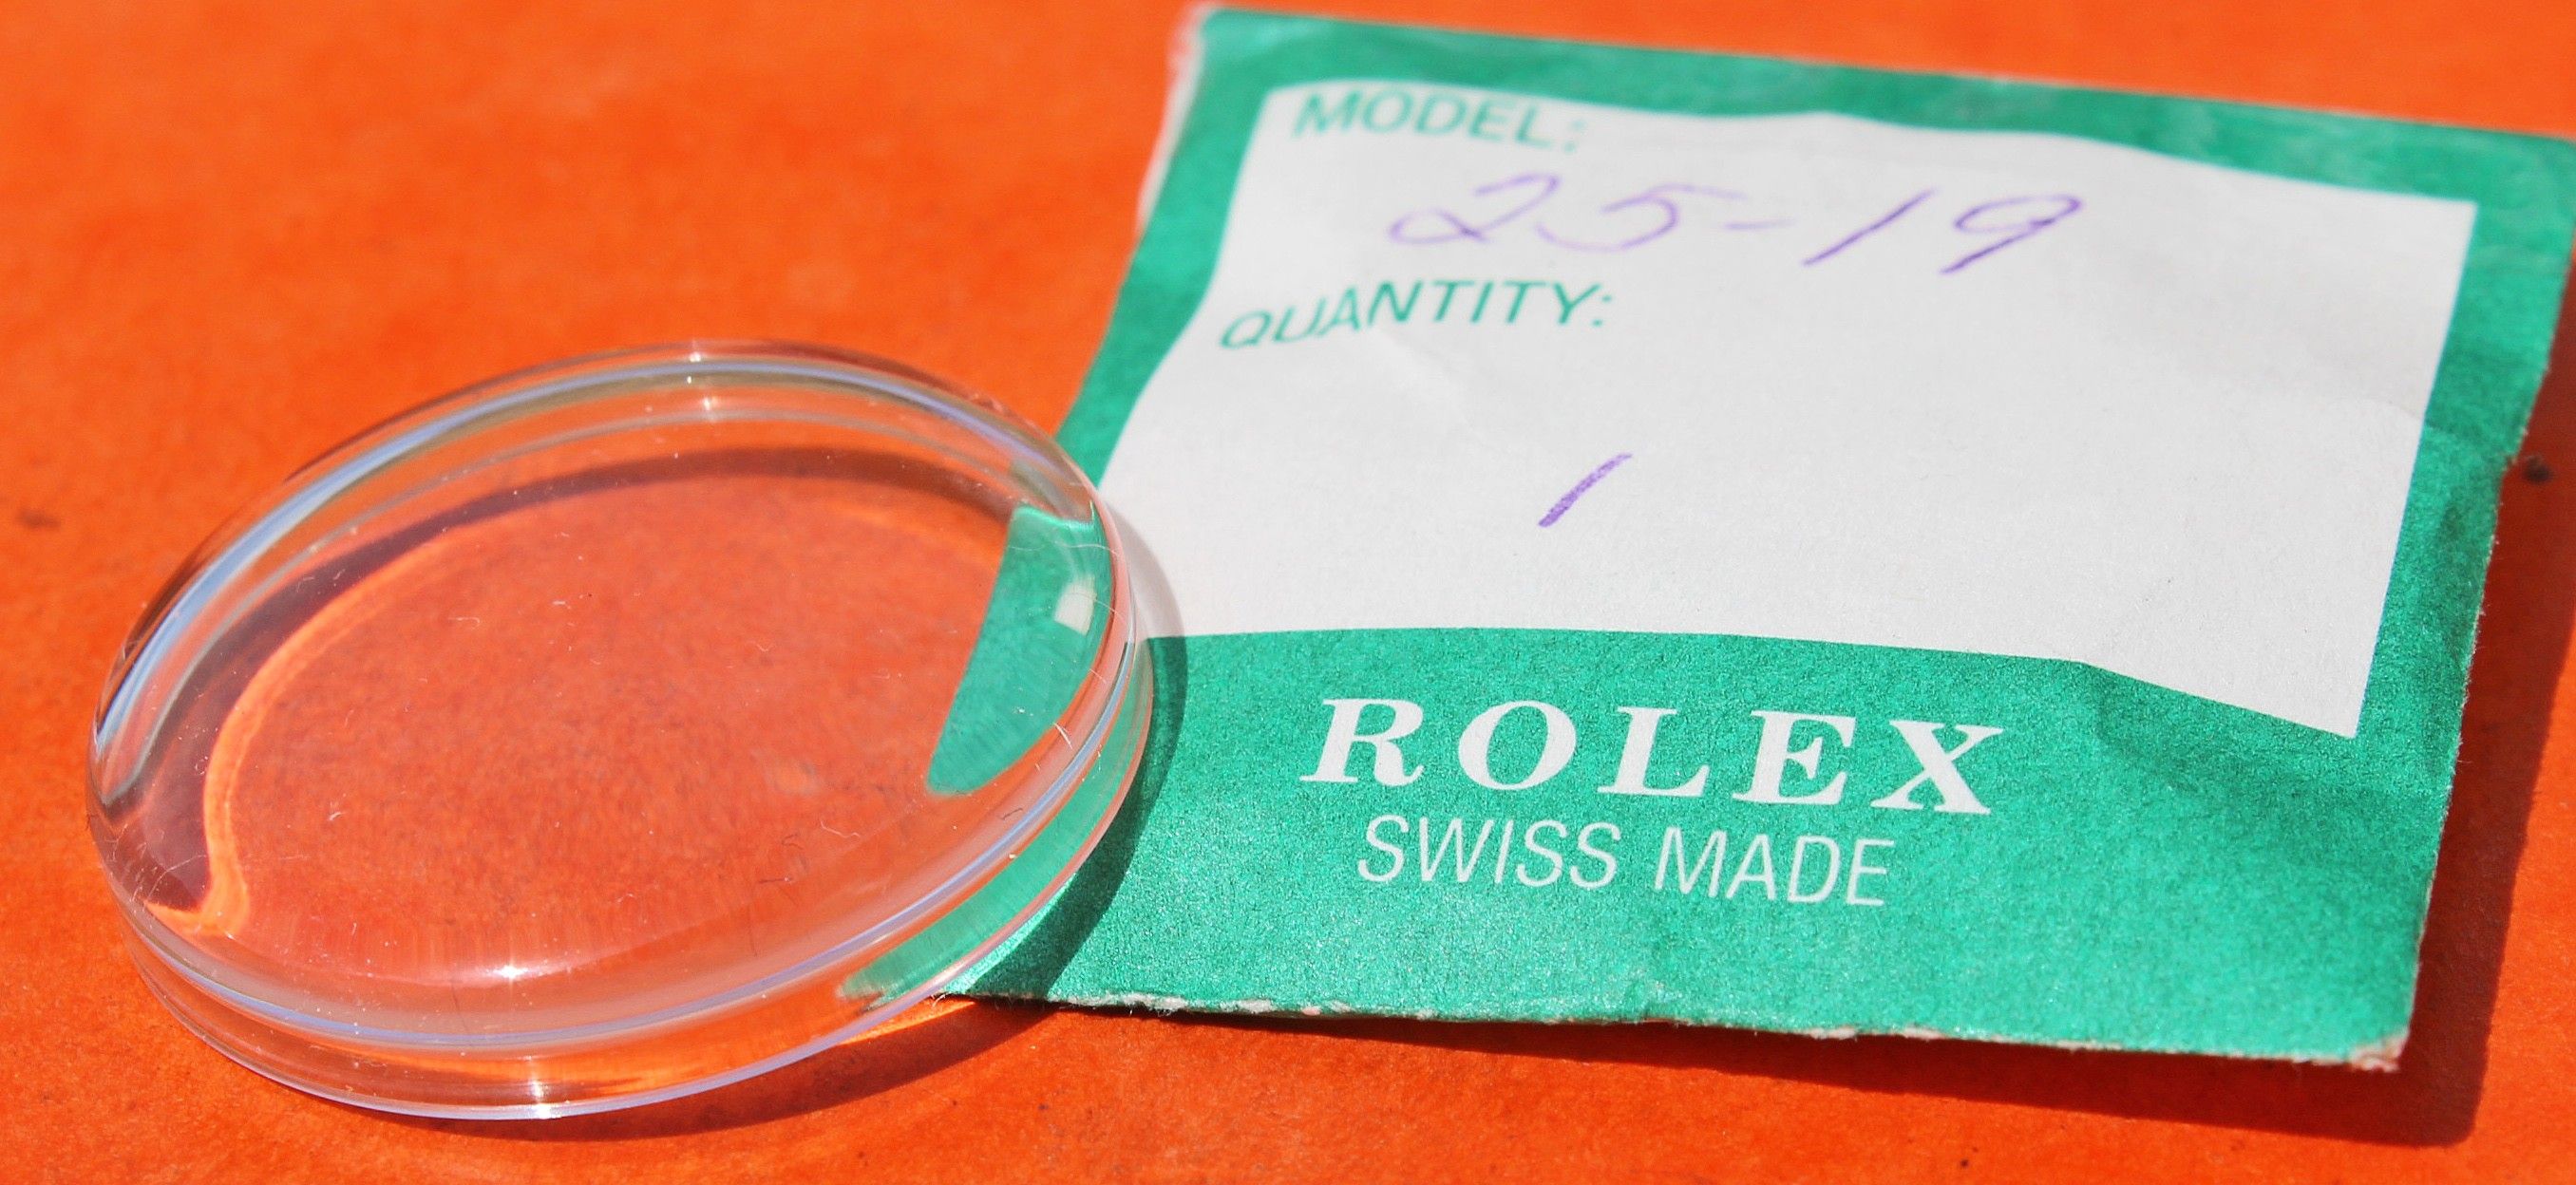 MODEL:
25-19
QUANTITY:
1
ROLEX
SWISS MADE